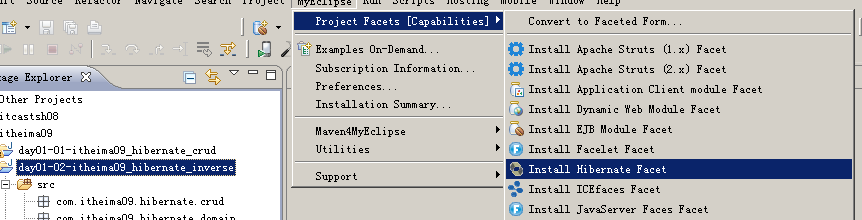 Source Refactor Navigate Search Project MyEclipse Run Scripts Hosting Mobile Window Help
Project Facets [Capabilities]
Examples On-Demand...
Subscription Information...
Preferences...
Installation Summary...
Maven4MyEclipse
Utilities
Support
Convert to Faceted Form...
Install Apache Struts (1.x) Facet
Install Apache Struts (2.x) Facet
Install Application Client module Facet
Install Dynamic Web Module Facet
Install EJB Module Facet
Install Facelet Facet
Install Hibernate Facet
Install ICEfaces Facet
Install JavaServer Faces Facet
kage Explorer
Other Projects
itcastsh08
itheima09
day01-01-itheima09_hibernate_crud
day01-02-itheima09_hibernate_inverse
src
com.itheima09.hibernate.crud
com.itheima09.hibernate.domain